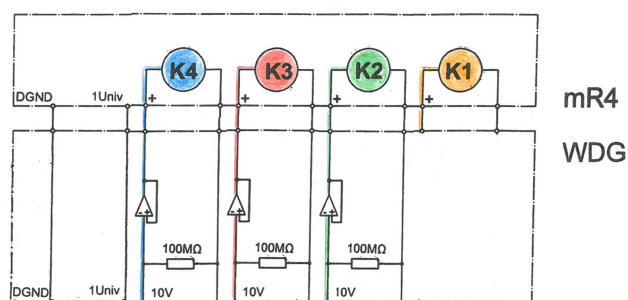 K4 K3 K2 K1
DGND 1Univ + + + +
mR4
WDG
100MΩ 100MΩ 100MΩ
DGND 1Univ 10V 10V 10V